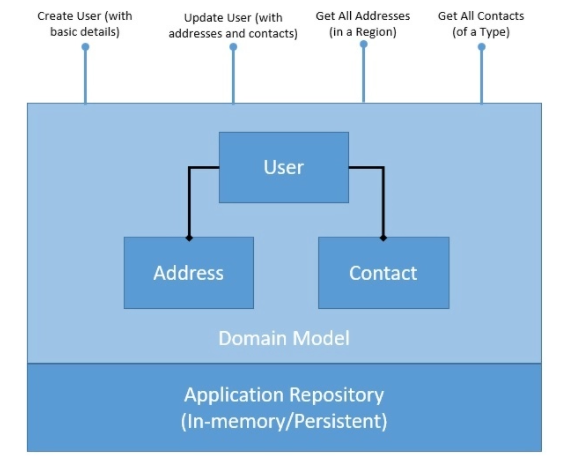 Create User (with
basic details)
Update User (with
addresses and contacts)
Get All Addresses
(in a Region)
Get All Contacts
(of a Type)
User
Address
Contact
Domain Model
Application Repository
(In-memory/Persistent)